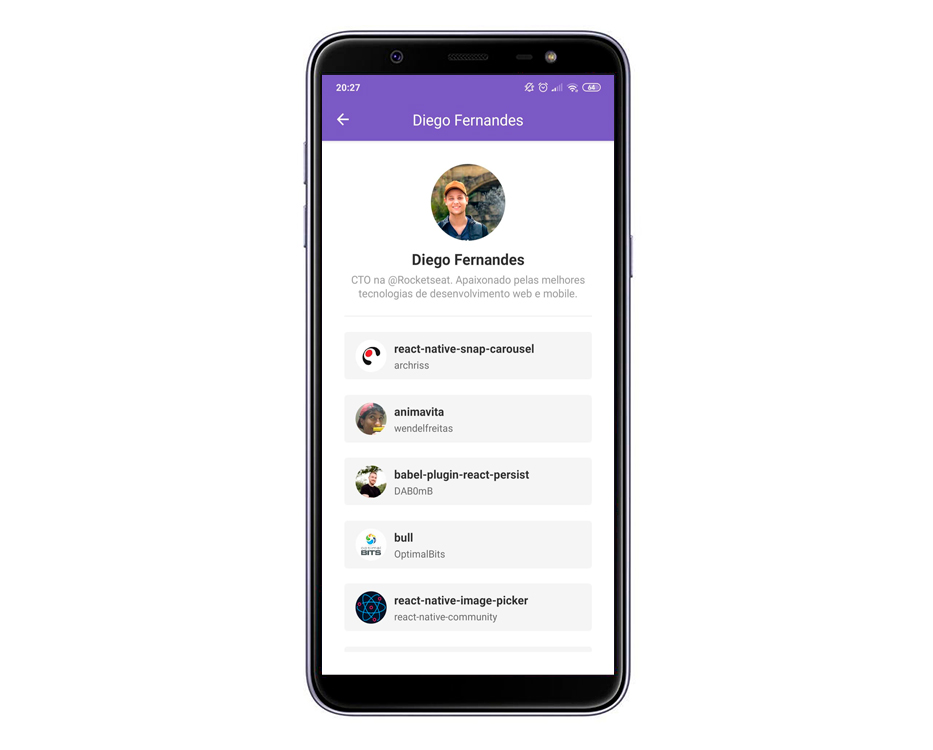 20:27
64
Diego Fernandes
Diego Fernandes
CTO na @Rocketseat. Apaixonado pelas melhores
tecnologias de desenvolvimento web e mobile.
react-native-snap-carousel
archriss
animavita
wendelfreitas
babel-plugin-react-persist
DAB0mB
bull
OptimalBits
BITS
react-native-image-picker
react-native-community